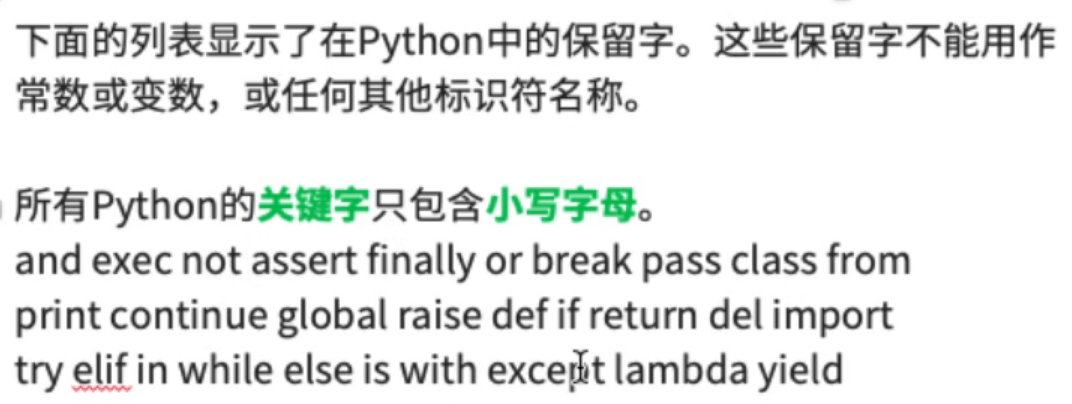 下面的列表显示了在Python中的保留字。这些保留字不能用作
常数或变数，或任何其他标识符名称。
所有Python的关键字只包含小写字母。
and exec not assert finally or break pass class from
print continue global raise def if return del import
try elif in while else is with except lambda yield